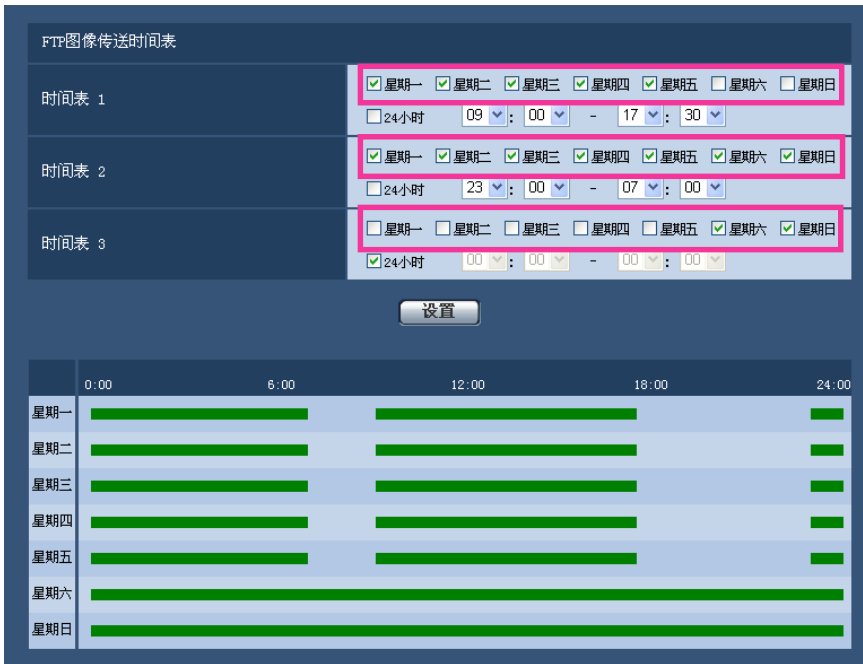 FTP图像传送时间表
时间表 1
星期一 星期二 星期三 星期四 星期五 星期六 星期日
24小时 09 : 00 - 17 : 30
时间表 2
星期一 星期二 星期三 星期四 星期五 星期六 星期日
24小时 23 : 00 - 07 : 00
时间表 3
星期一 星期二 星期三 星期四 星期五 星期六 星期日
24小时 00 : 00 - 00 : 00
设置
0:00 6:00 12:00 18:00 24:00
星期一
星期二
星期三
星期四
星期五
星期六
星期日